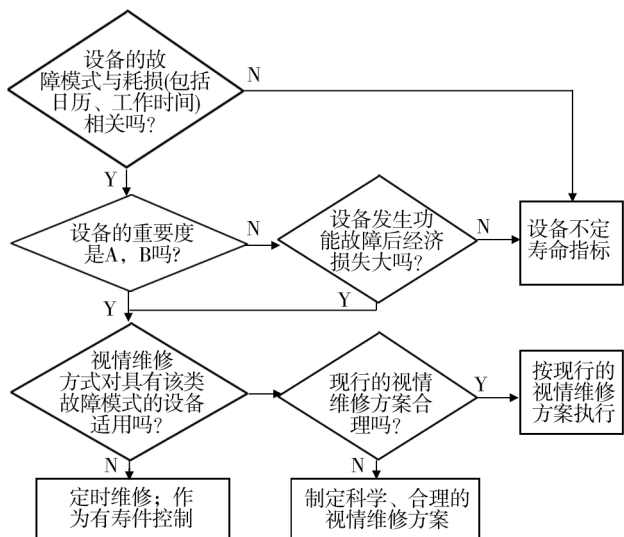 设备的故
障模式与耗损(包括
日历、工作时间)
相关吗?
N
Y
设备的重要度
是A，B吗?
N
设备发生功
能故障后经济
损失大吗?
N
设备不定
寿命指标
Y
Y
视情维修
方式对具有该类
故障模式的设备
适用吗?
现行的视情
维修方案合
理吗?
Y
按现行的
视情维修
方案执行
N
N
定时维修；作
为有寿件控制
制定科学、合理的
视情维修方案